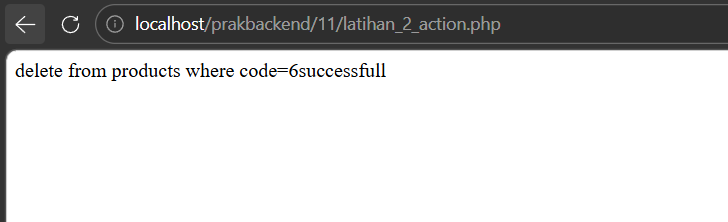 localhost/prakbackend/11/latihan_2_action.php
delete from products where code=6successfull